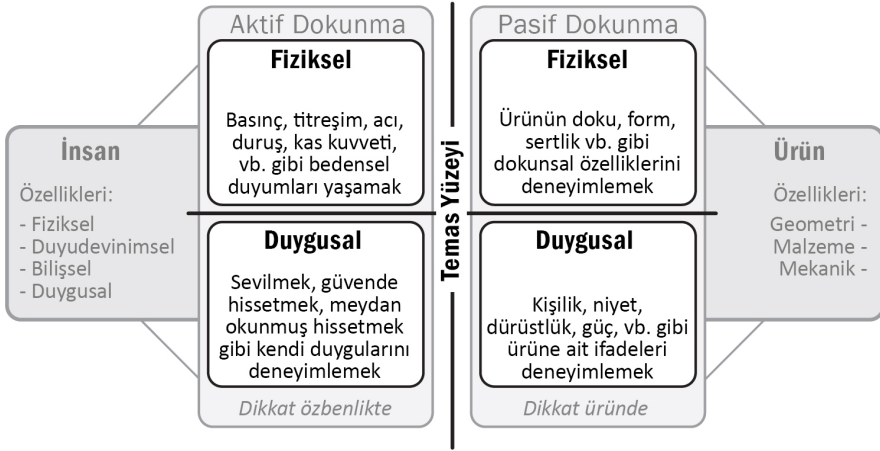 Aktif Dokunma
Fiziksel
Basınç, titreşim, acı,
duruş, kas kuvveti,
vb. gibi bedensel
duyumları yaşamak
Duygusal
Sevilmek, güvende
hissetmek, meydan
okunmuş hissetmek
gibi kendi duygularını
deneyimlemek
Dikkat özbenlikte
Pasif Dokunma
Fiziksel
Ürünün doku, form,
sertlik vb. gibi
dokunsal özelliklerini
deneyimlemek
Duygusal
Kişilik, niyet,
dürüstlük, güç, vb. gibi
ürüne ait ifadeleri
deneyimlemek
Dikkat üründe
Temas Yüzeyi
İnsan
Özellikleri:
- Fiziksel
- Duyudevinimsel
- Bilişsel
- Duygusal
Ürün
Özellikleri:
Geometri -
Malzeme -
Mekanik -